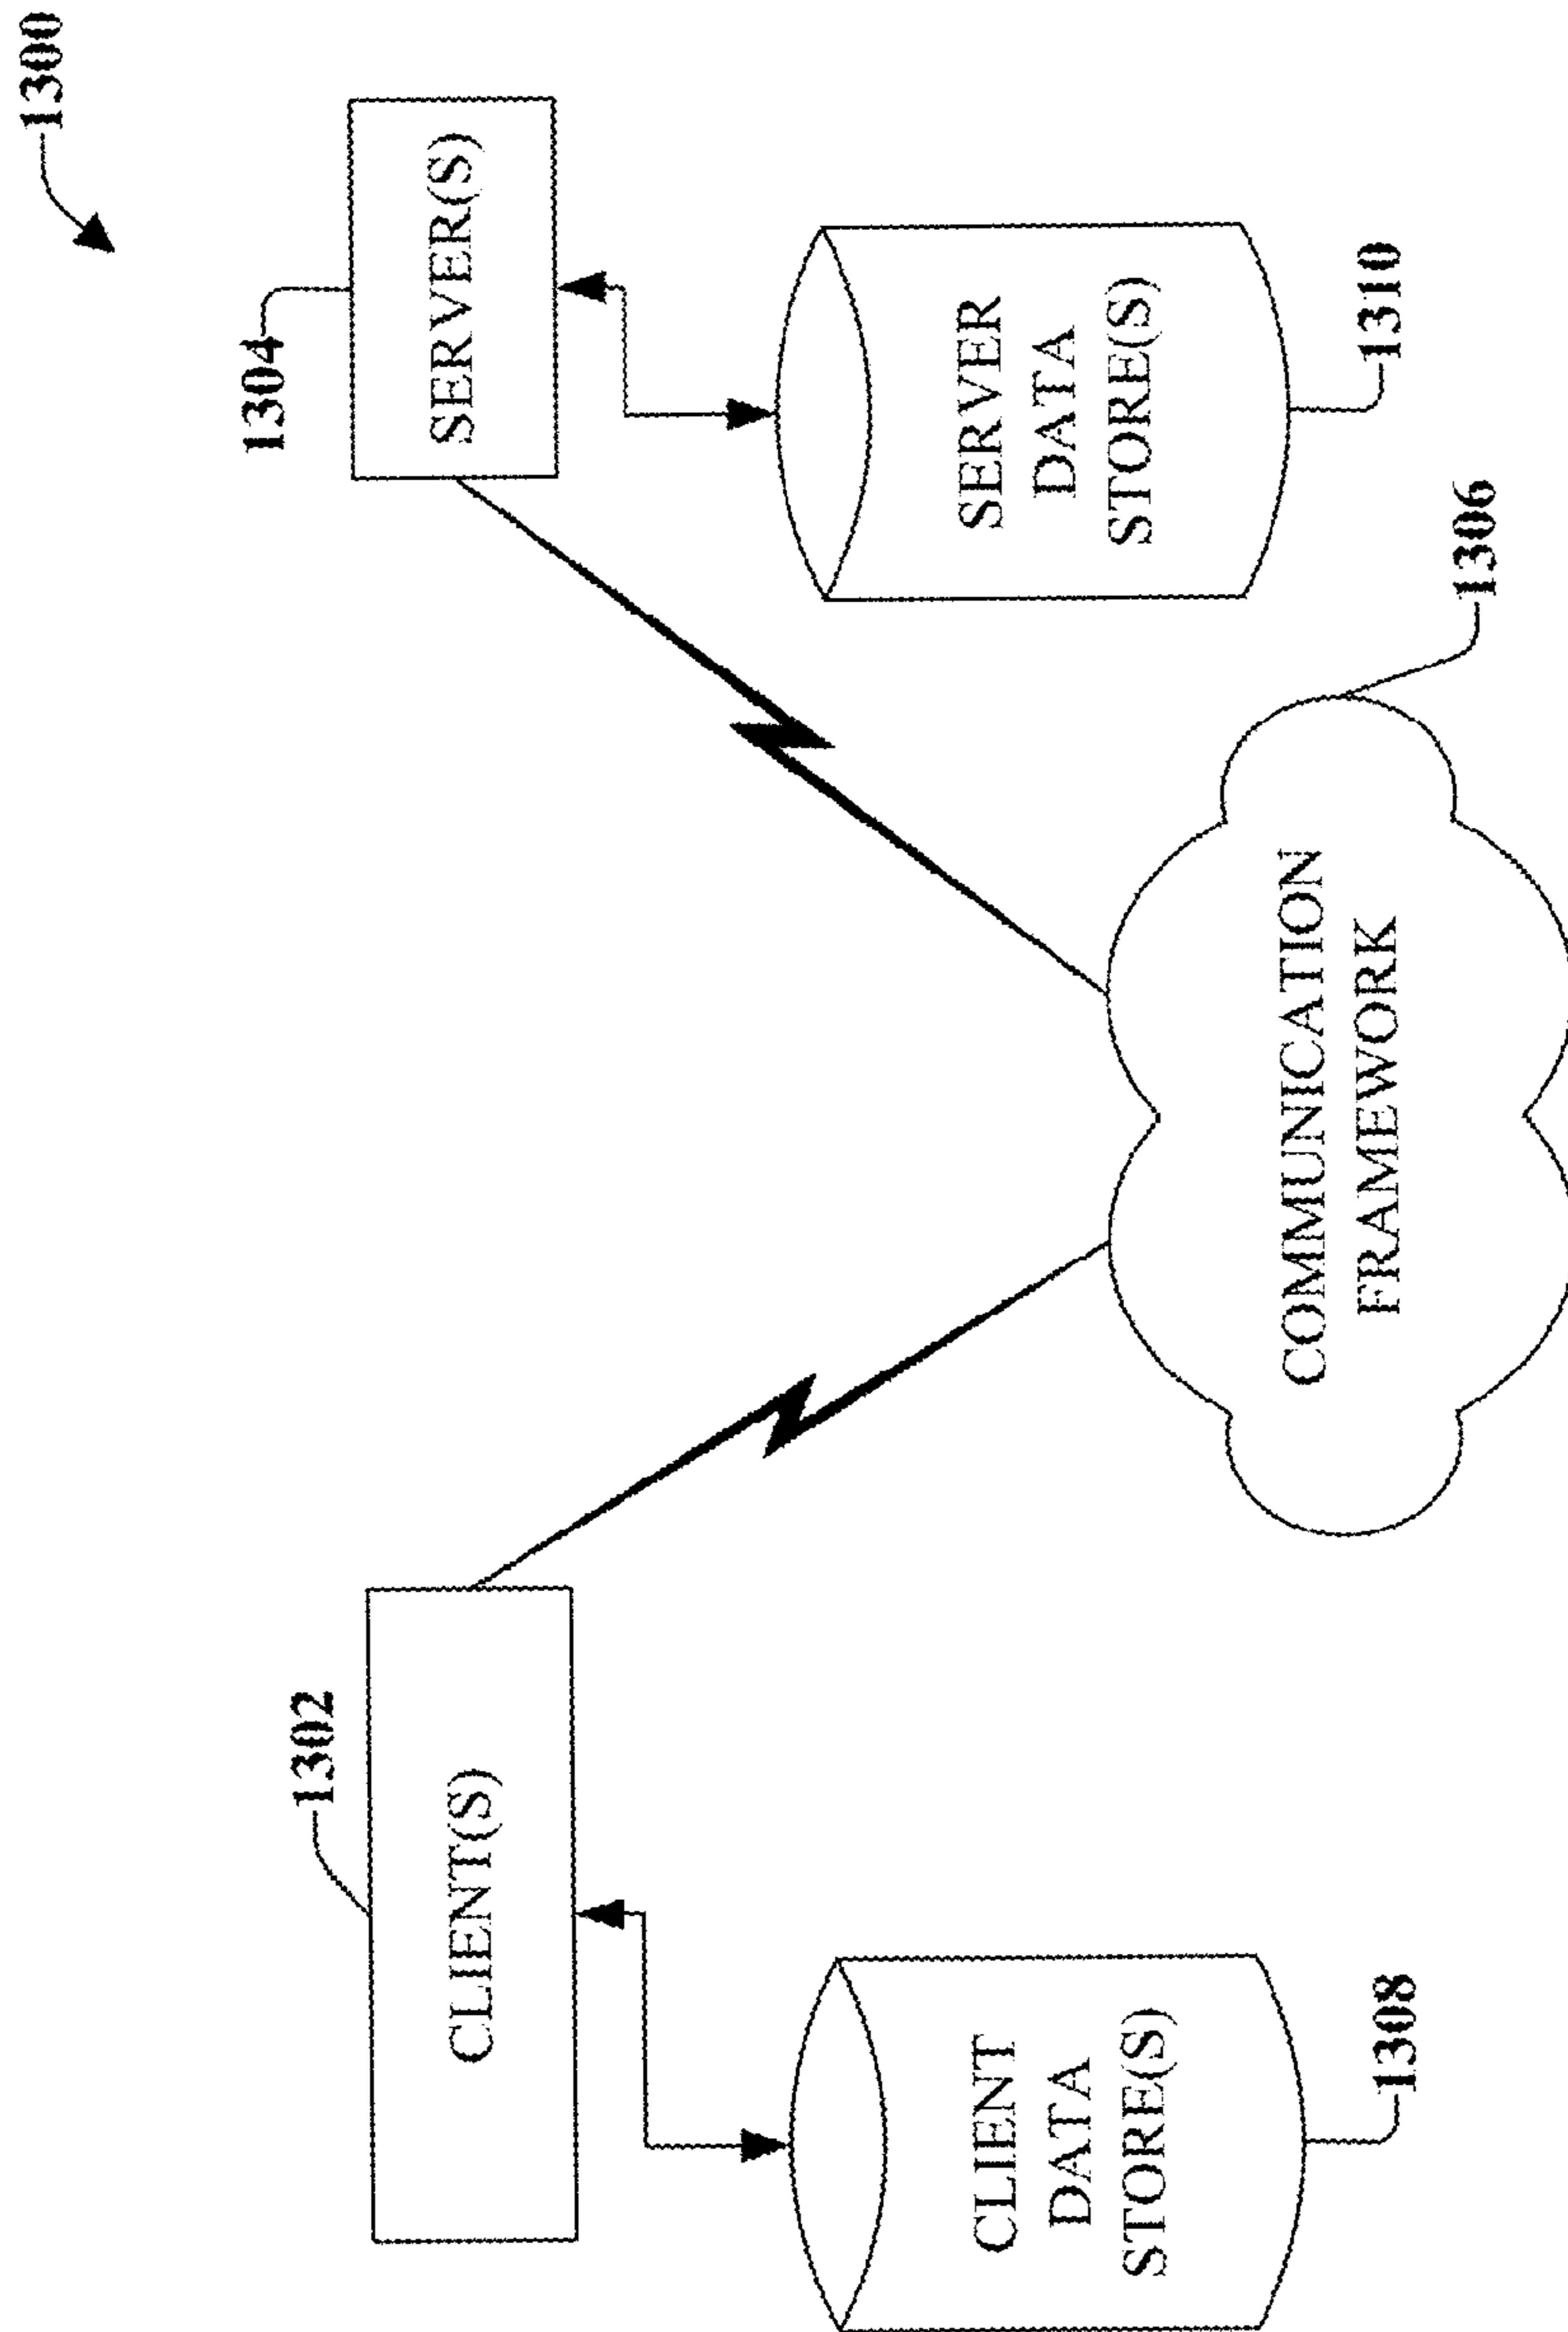 1300
1302
1304
CLIENT(S)
SERVER(S)
CLIENT
DATA
STORE(S)
SERVER
DATA
STORE(S)
COMMUNICATION
FRAMEWORK
1308
1310
1306